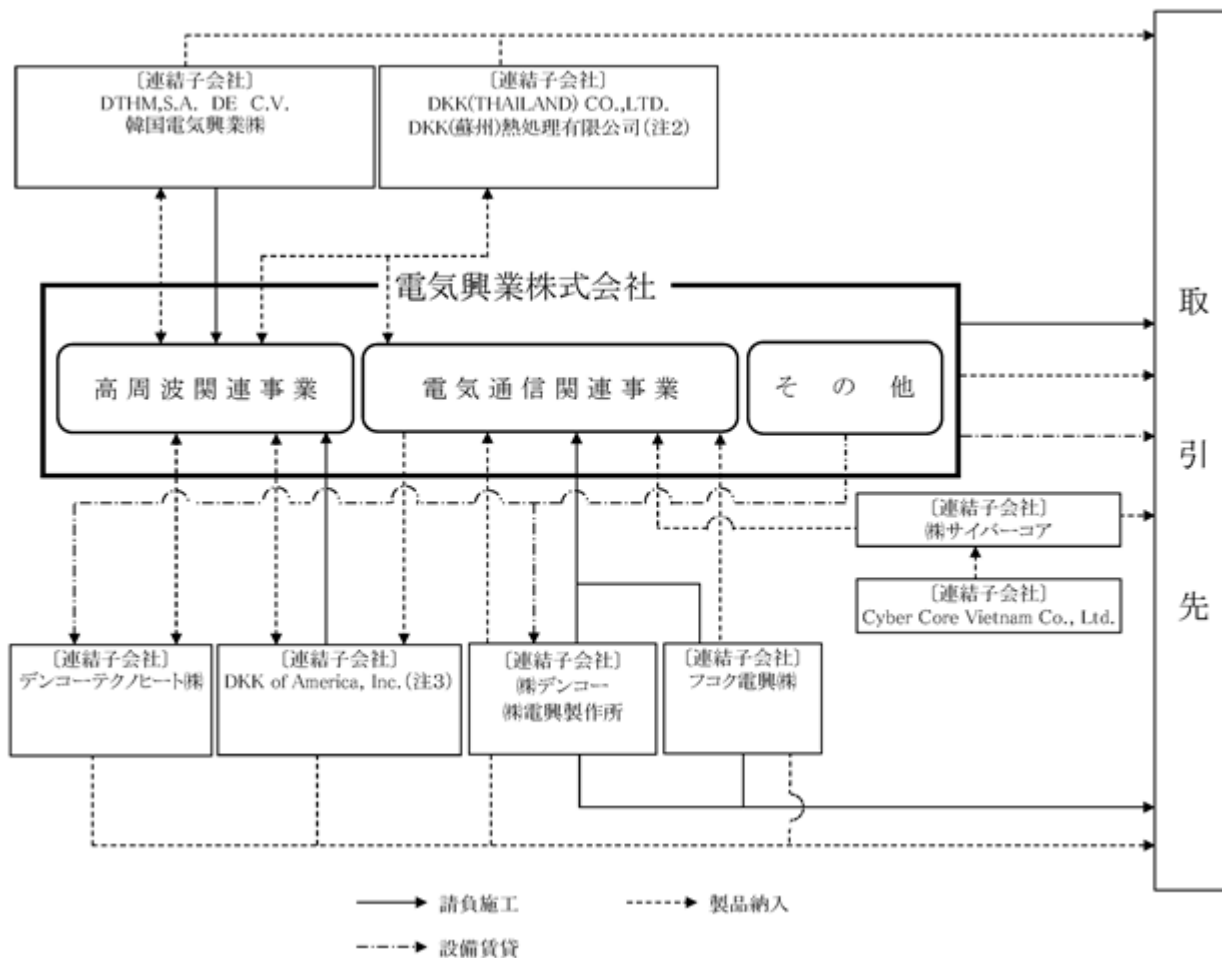 〔連結子会社〕
DTHM,S.A. DE C.V.
韓国電気興業㈱
〔連結子会社〕
DKK(THAILAND) CO.,LTD.
DKK(蘇州)熱処理有限公司(注2)
電気興業株式会社
高周波関連事業
電気通信関連事業
その他
取引先
〔連結子会社〕
㈱サイバーコア
〔連結子会社〕
Cyber Core Vietnam Co., Ltd.
〔連結子会社〕
デンコーテクノヒート㈱
〔連結子会社〕
DKK of America, Inc.(注3)
〔連結子会社〕
㈱デンコー
㈱電興製作所
〔連結子会社〕
フコク電興㈱
請負施工
製品納入
設備賃貸